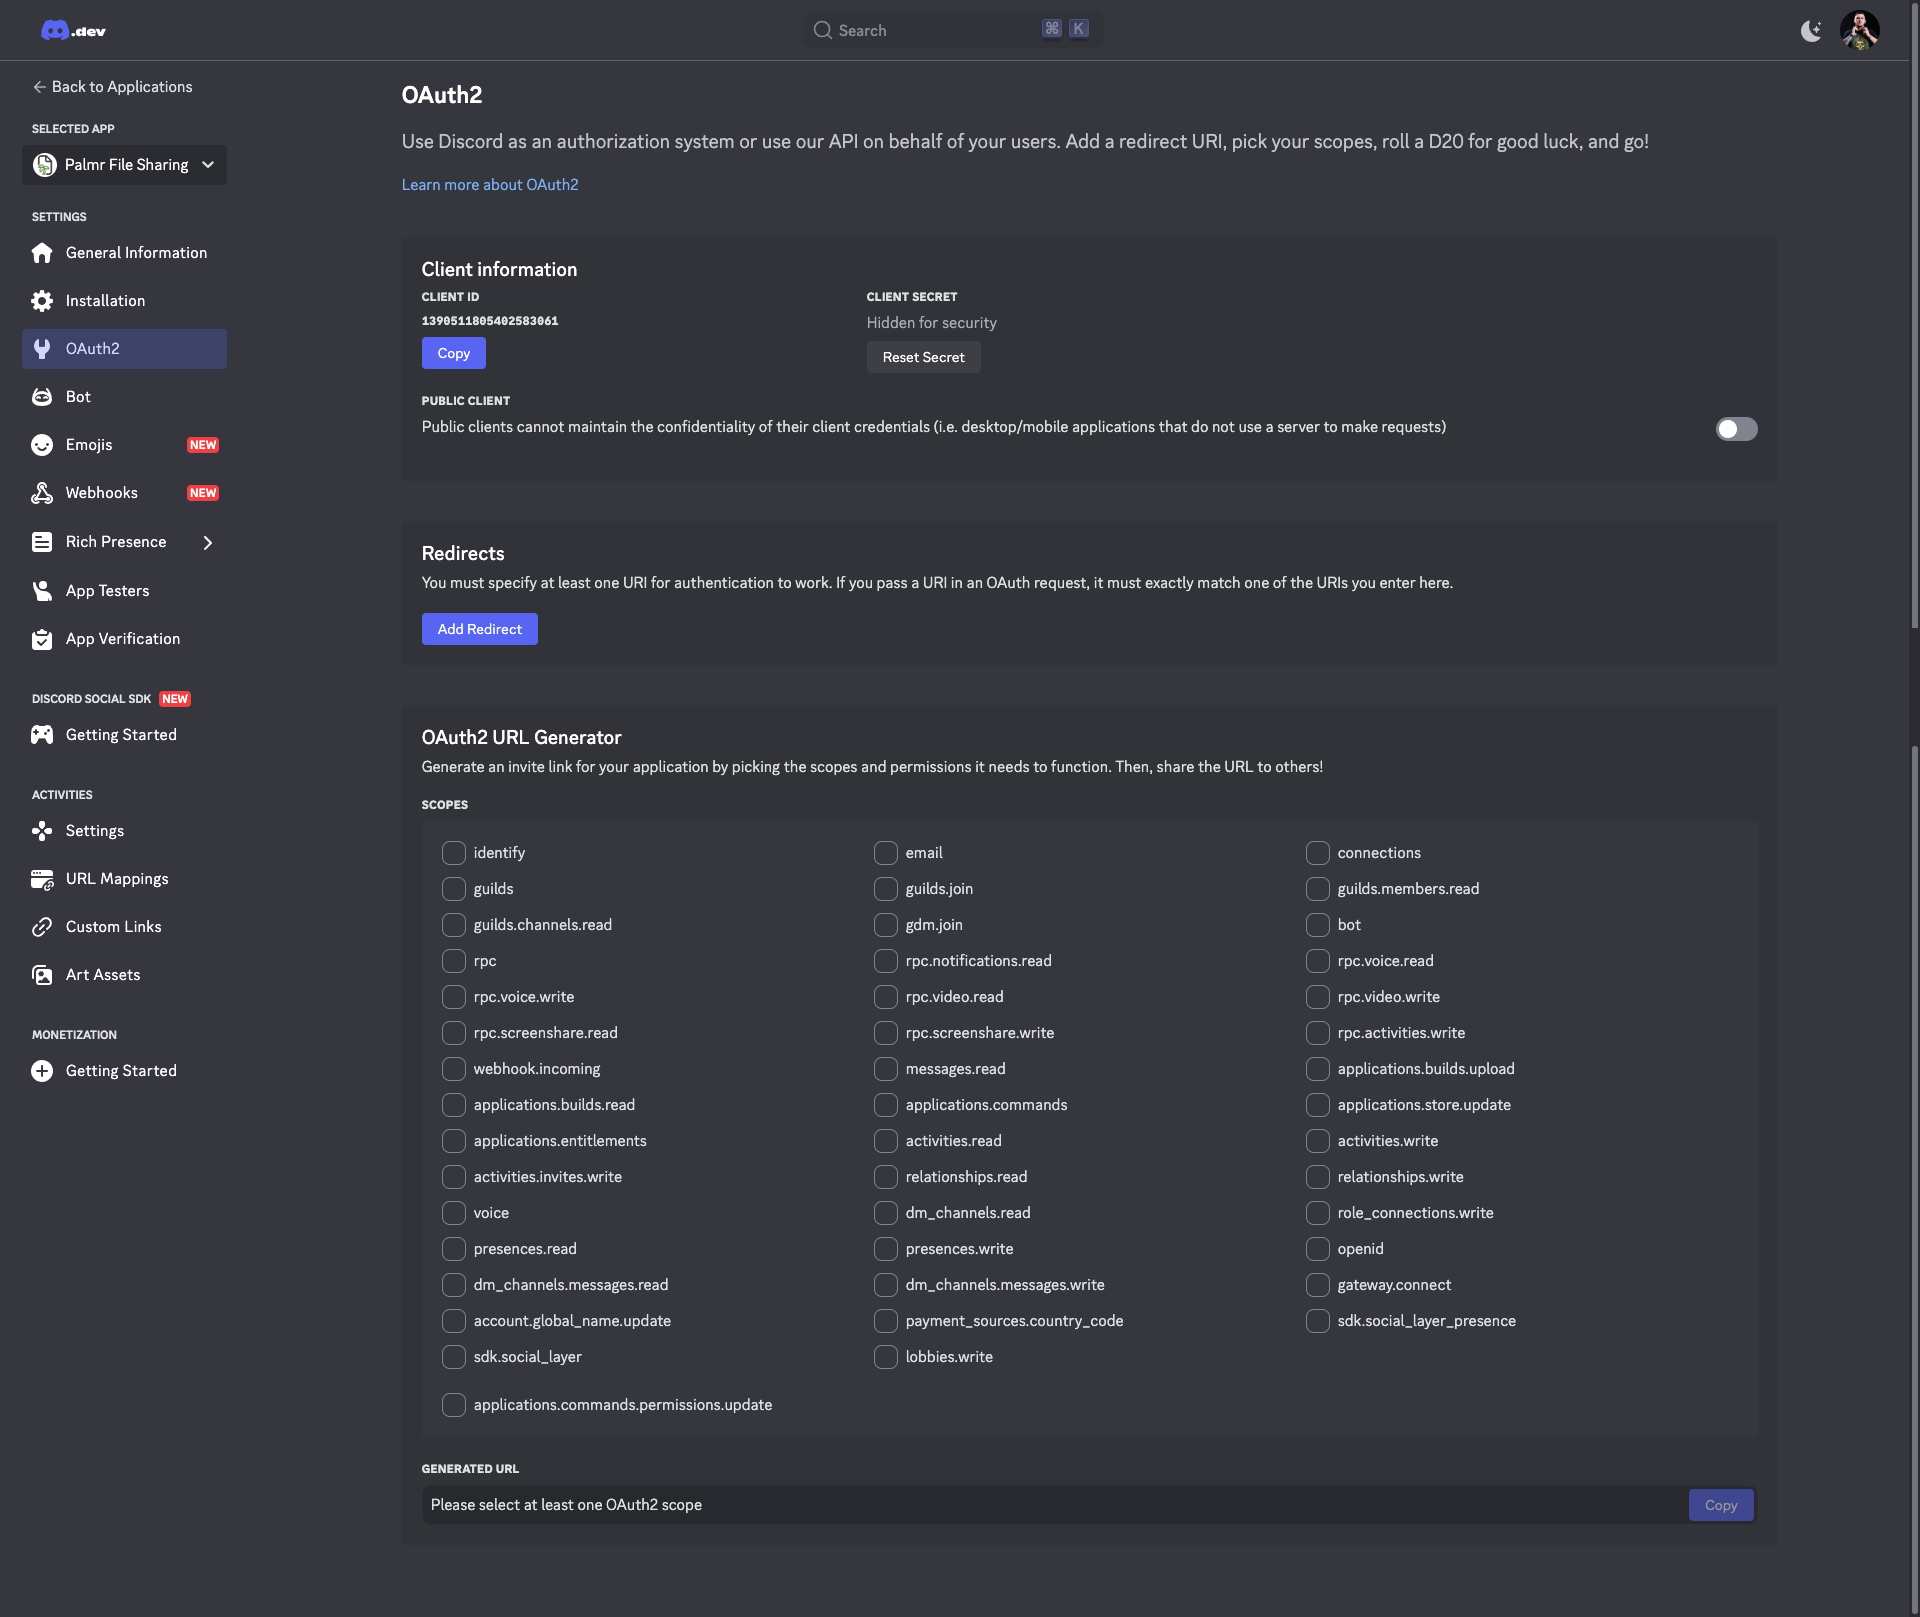 .dev
Search
⌘ K
Back to Applications
SELECTED APP
Palmr File Sharing
SETTINGS
General Information
Installation
OAuth2
Bot
Emojis NEW
Webhooks NEW
Rich Presence
App Testers
App Verification
DISCORD SOCIAL SDK NEW
Getting Started
ACTIVITIES
Settings
URL Mappings
Custom Links
Art Assets
MONETIZATION
Getting Started
OAuth2
Use Discord as an authorization system or use our API on behalf of your users. Add a redirect URI, pick your scopes, roll a D20 for good luck, and go!
Learn more about OAuth2
Client information
CLIENT ID
1390511805402583061
Copy
CLIENT SECRET
Hidden for security
Reset Secret
PUBLIC CLIENT
Public clients cannot maintain the confidentiality of their client credentials (i.e. desktop/mobile applications that do not use a server to make requests)
Redirects
You must specify at least one URI for authentication to work. If you pass a URI in an OAuth request, it must exactly match one of the URIs you enter here.
Add Redirect
OAuth2 URL Generator
Generate an invite link for your application by picking the scopes and permissions it needs to function. Then, share the URL to others!
SCOPES
identify email connections
guilds guilds.join guilds.members.read
guilds.channels.read gdm.join bot
rpc rpc.notifications.read rpc.voice.read
rpc.voice.write rpc.video.read rpc.video.write
rpc.screenshare.read rpc.screenshare.write rpc.activities.write
webhook.incoming messages.read applications.builds.upload
applications.builds.read applications.commands applications.store.update
applications.entitlements activities.read activities.write
activities.invites.write relationships.read relationships.write
voice dm_channels.read role_connections.write
presences.read presences.write openid
dm_channels.messages.read dm_channels.messages.write gateway.connect
account.global_name.update payment_sources.country_code sdk.social_layer_presence
sdk.social_layer lobbies.write
applications.commands.permissions.update
GENERATED URL
Please select at least one OAuth2 scope
Copy